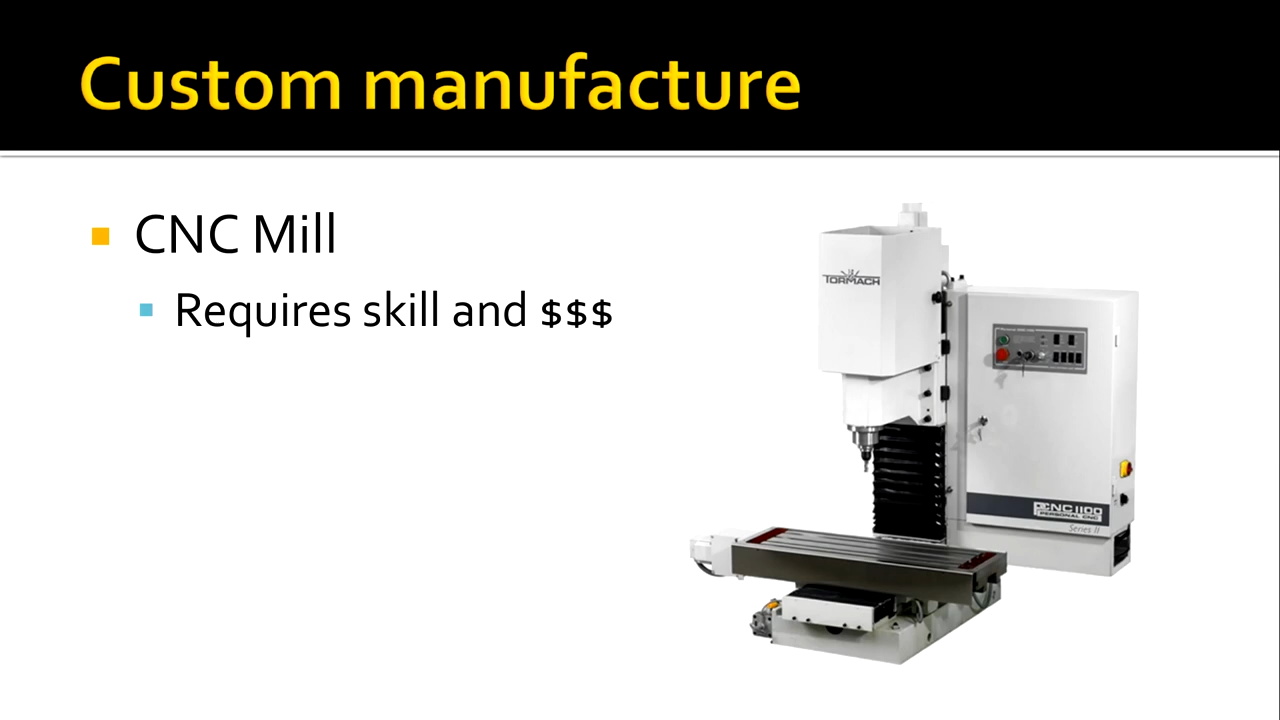 Custom manufacture
CNC Mill
Requires skill and $$$
TORMACH
PCNC 1100
PERSONAL CNC
Series II